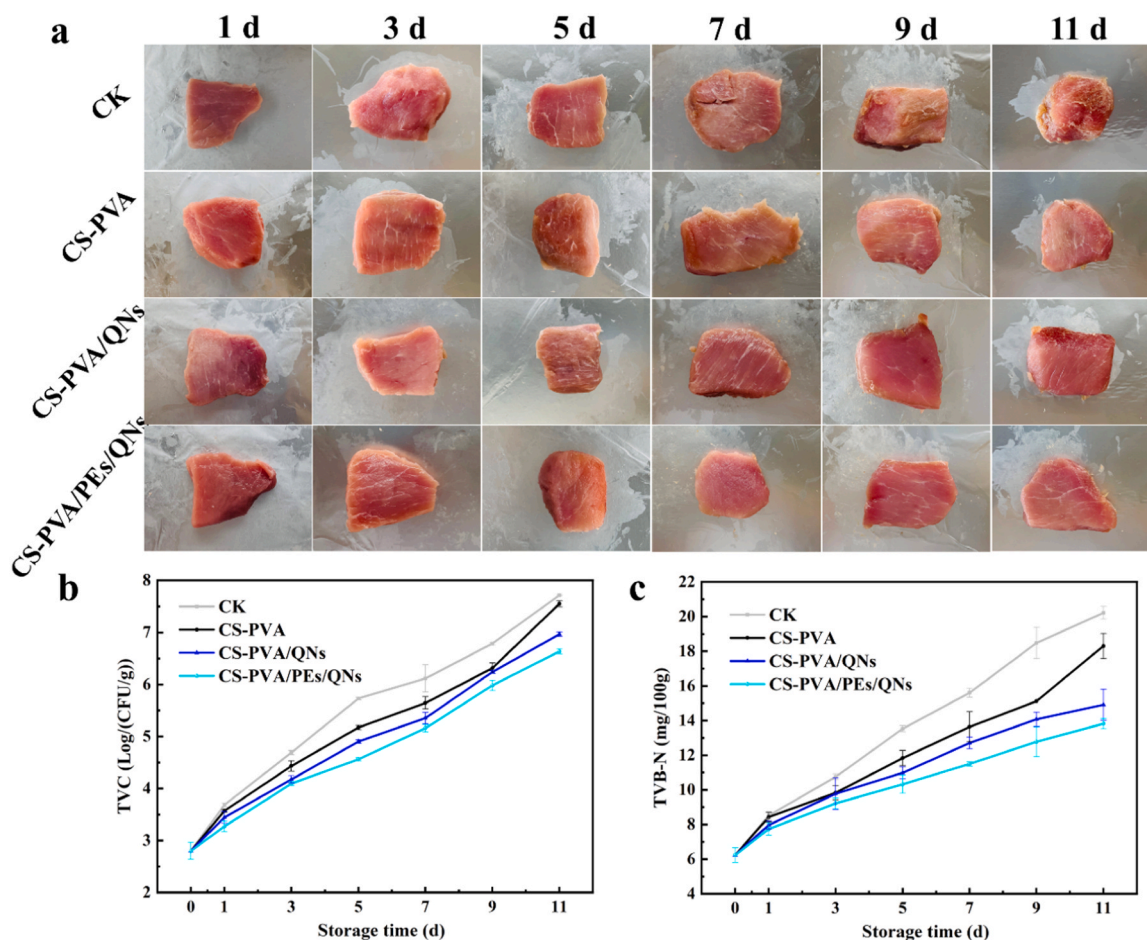 a
1 d 3 d 5 d 7 d 9 d 11 d
CK
CS-PVA
CS-PVA/QNs
CS-PVA/PEs/QNs
b
TVC (Log/(CFU/g))
8
7
6
5
4
3
2
CK
CS-PVA
CS-PVA/QNs
CS-PVA/PEs/QNs
0 1 3 5 7 9 11
Storage time (d)
c
TVB-N (mg/100g)
22
20
18
16
14
12
10
8
6
4
CK
CS-PVA
CS-PVA/QNs
CS-PVA/PEs/QNs
0 1 3 5 7 9 11
Storage time (d)